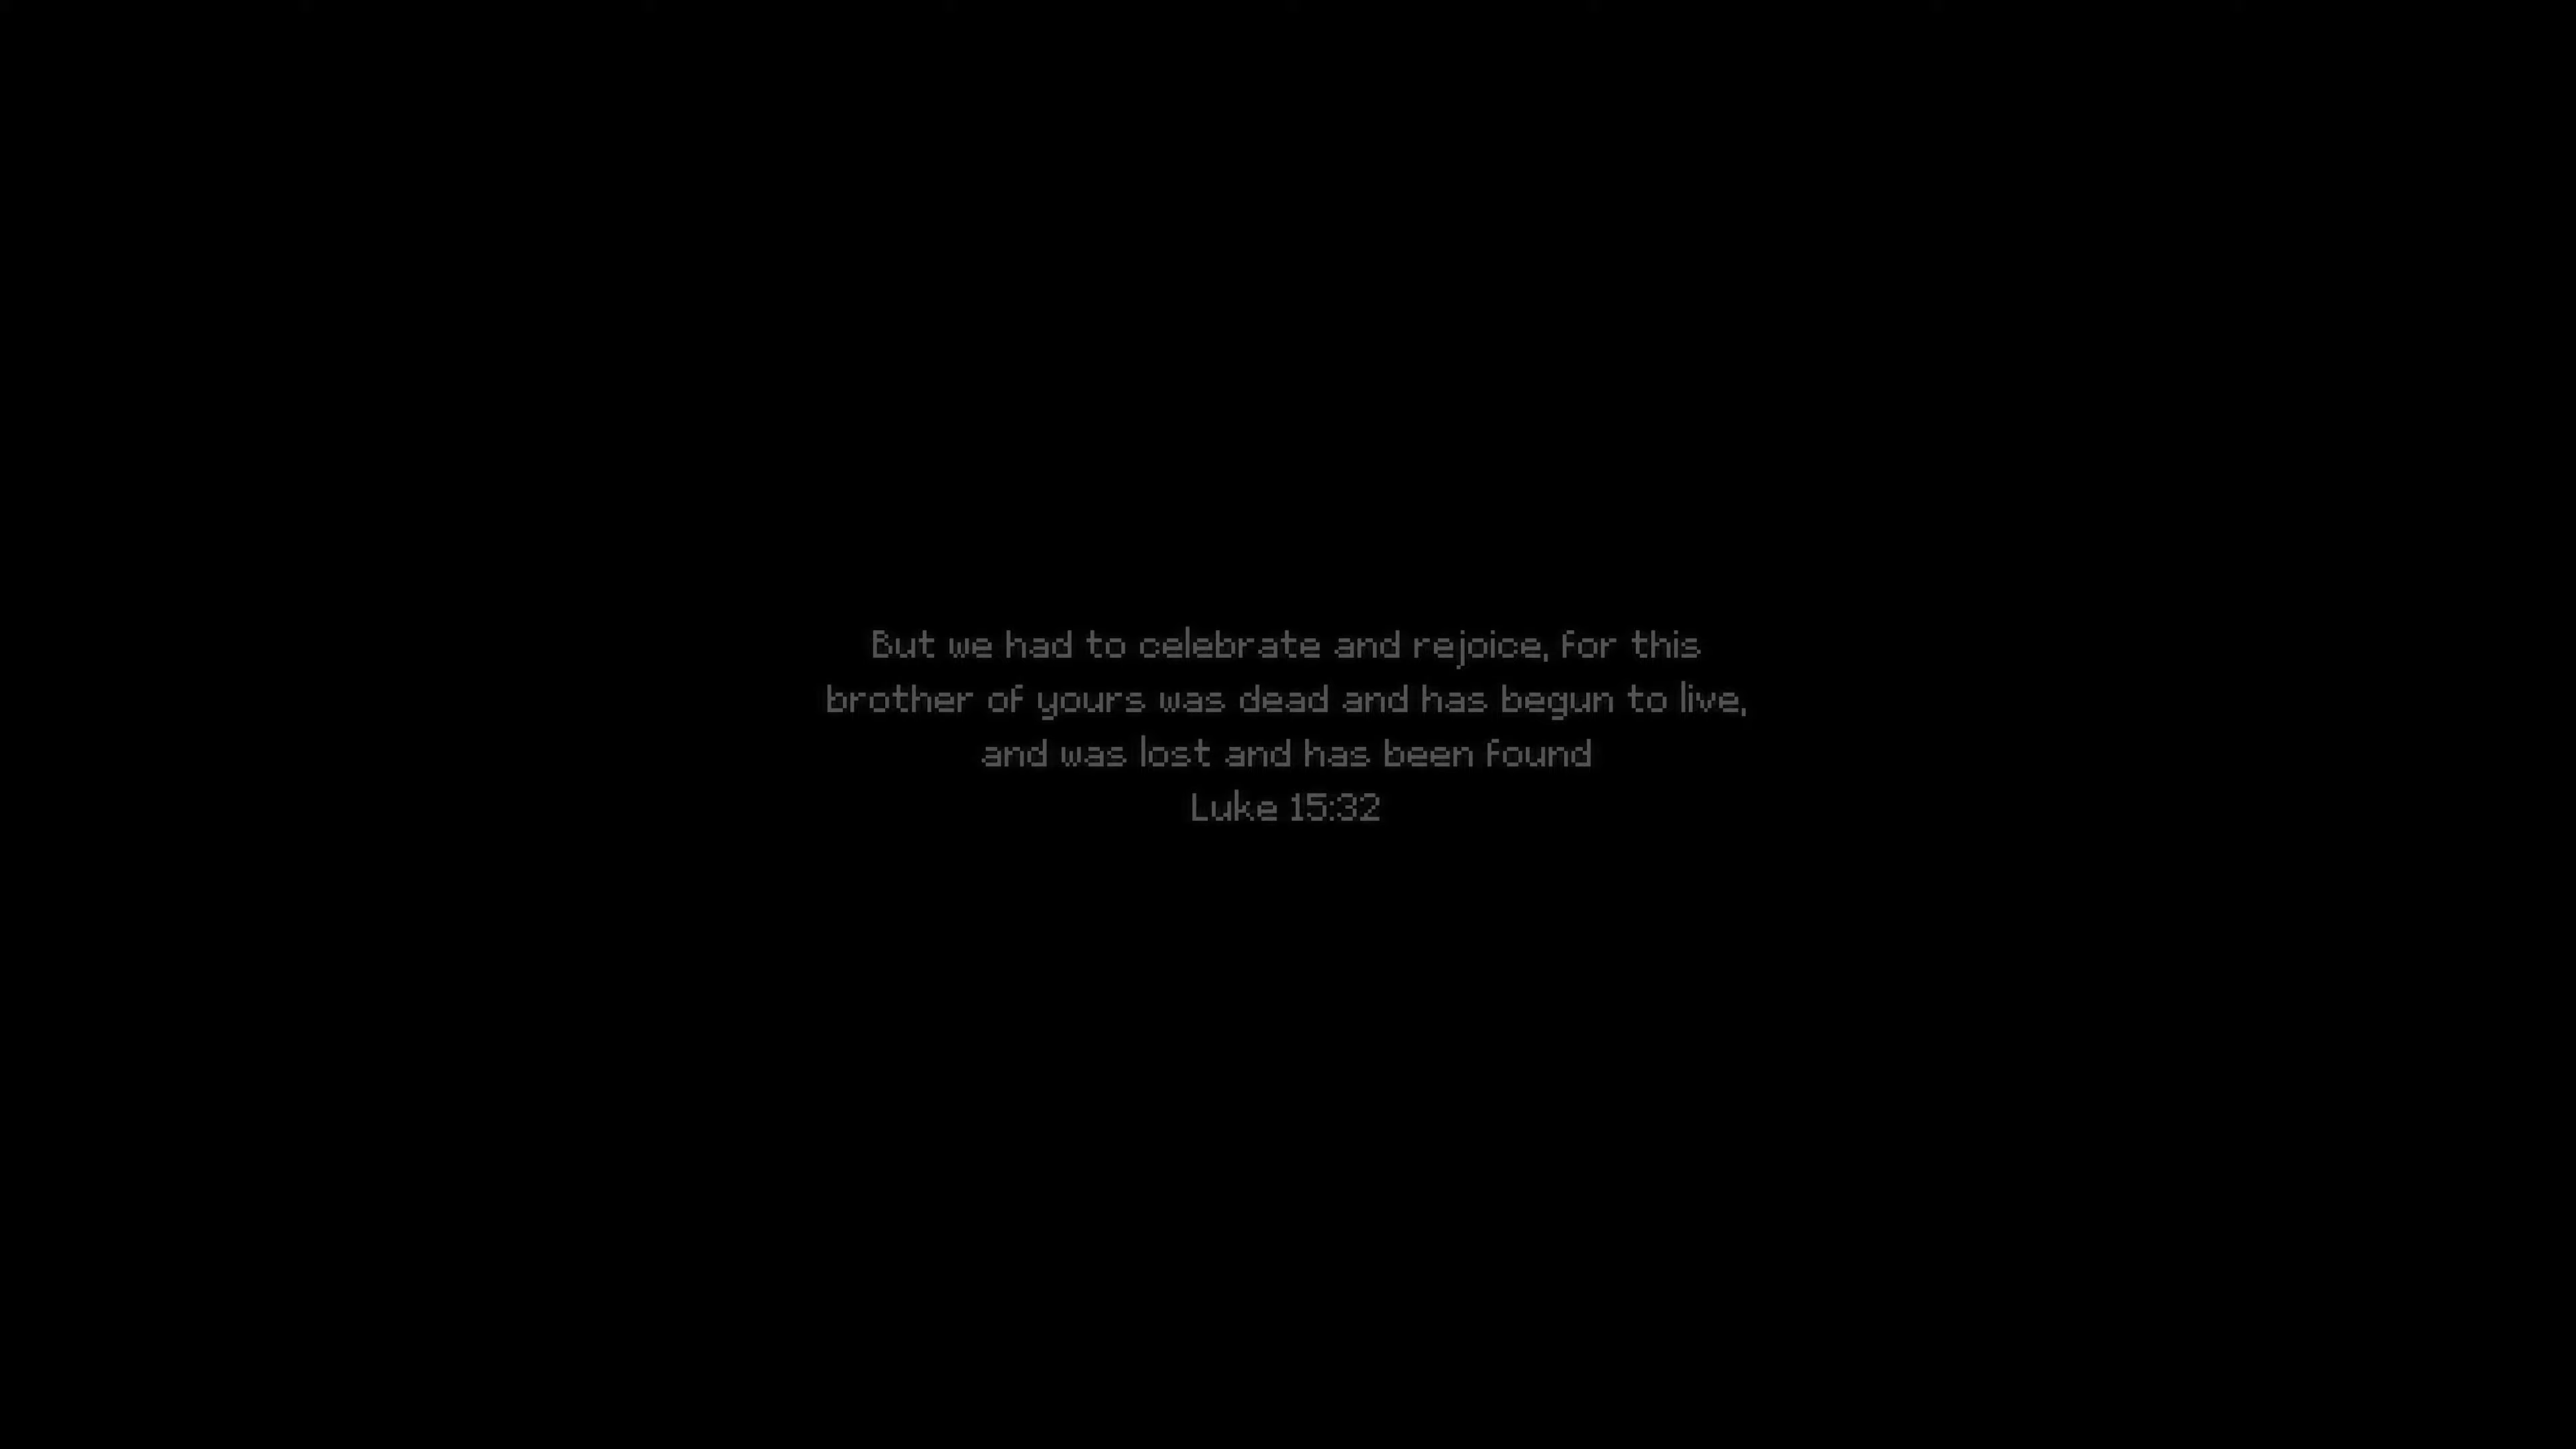 But we had to celebrate and rejoice, for this
brother of yours was dead and has begun to live,
and was lost and has been found
Luke 15:32